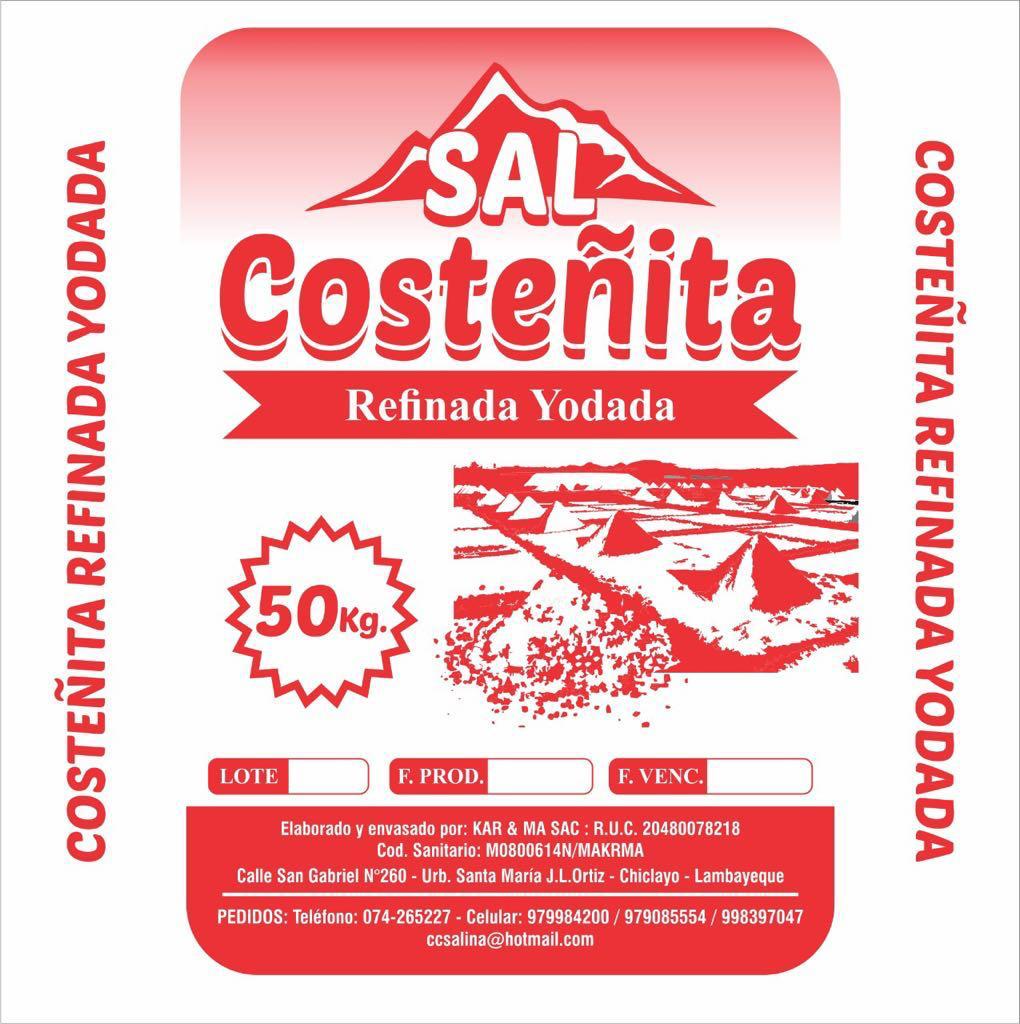 SAL
Costeñita
Refinada Yodada
COSTEÑITA REFINADA YODADA
COSTEÑITA REFINADA YODADA
50Kg.
LOTE
F. PROD.
F. VENC.
Elaborado y envasado por: KAR & MA SAC : R.U.C. 20480078218
Cod. Sanitario: M0800614N/MAKRMA
Calle San Gabriel N°260 - Urb. Santa María J.L.Ortiz - Chiclayo - Lambayeque
PEDIDOS: Teléfono: 074-265227 - Celular: 979984200 / 979085554 / 998397047
ccsalina@hotmail.com